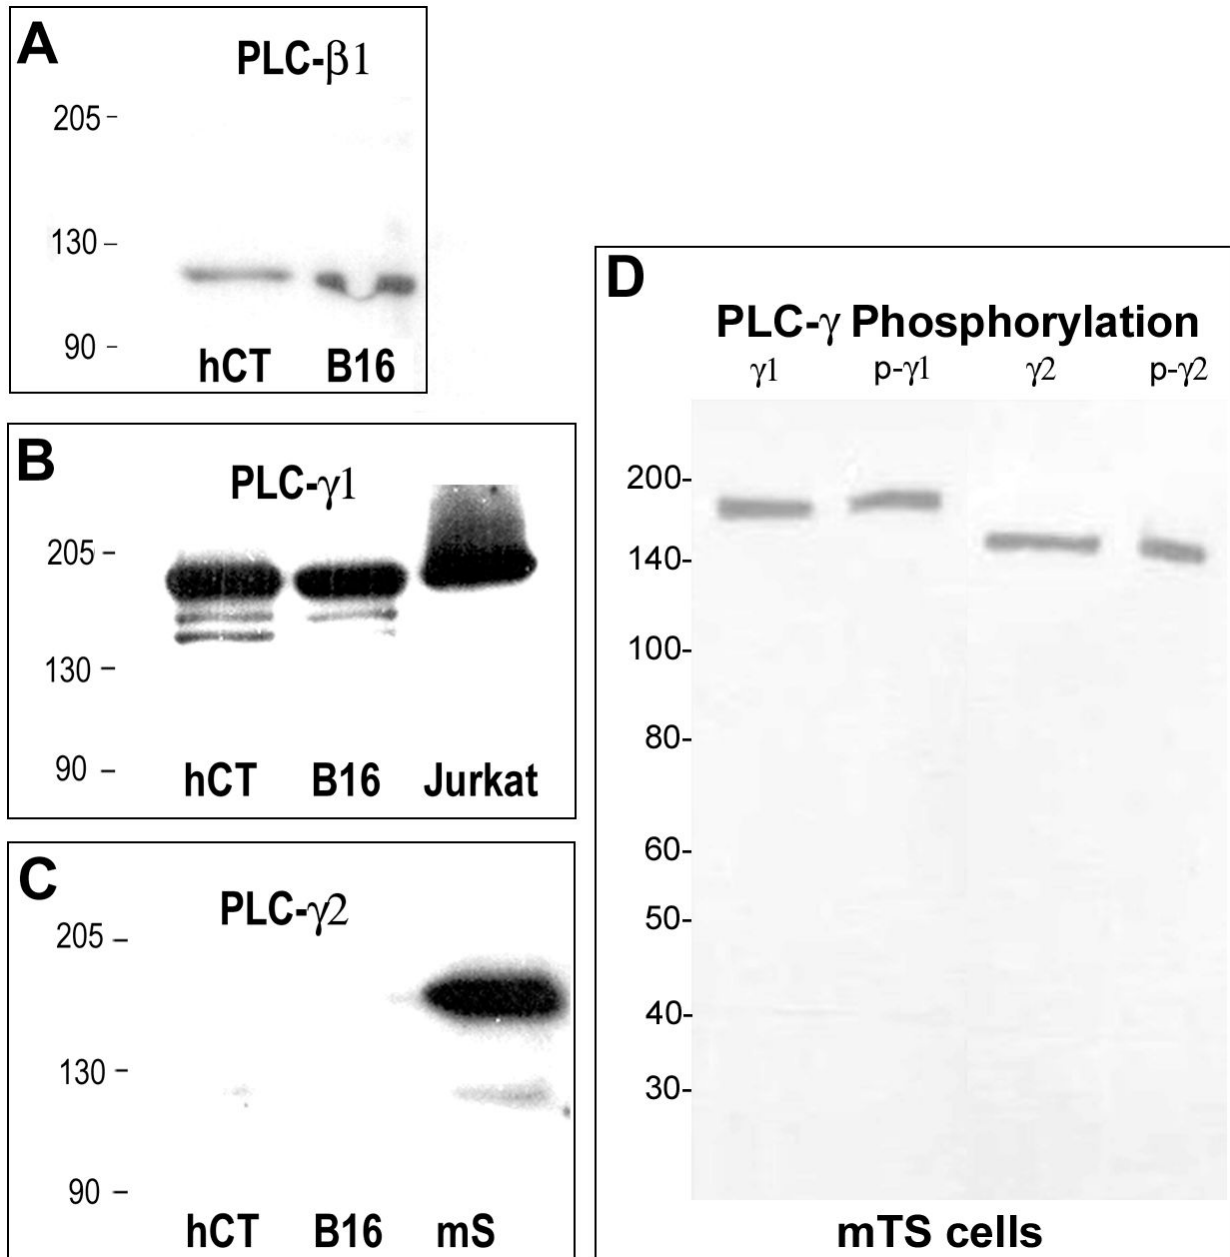 A
PLC-β1
205
130
90
hCT B16
B
PLC-γ1
205
130
90
hCT B16 Jurkat
C
PLC-γ2
205
130
90
hCT B16 mS
D
PLC-γ Phosphorylation
γ1 p-γ1 γ2 p-γ2
200
140
100
80
60
50
40
30
mTS cells